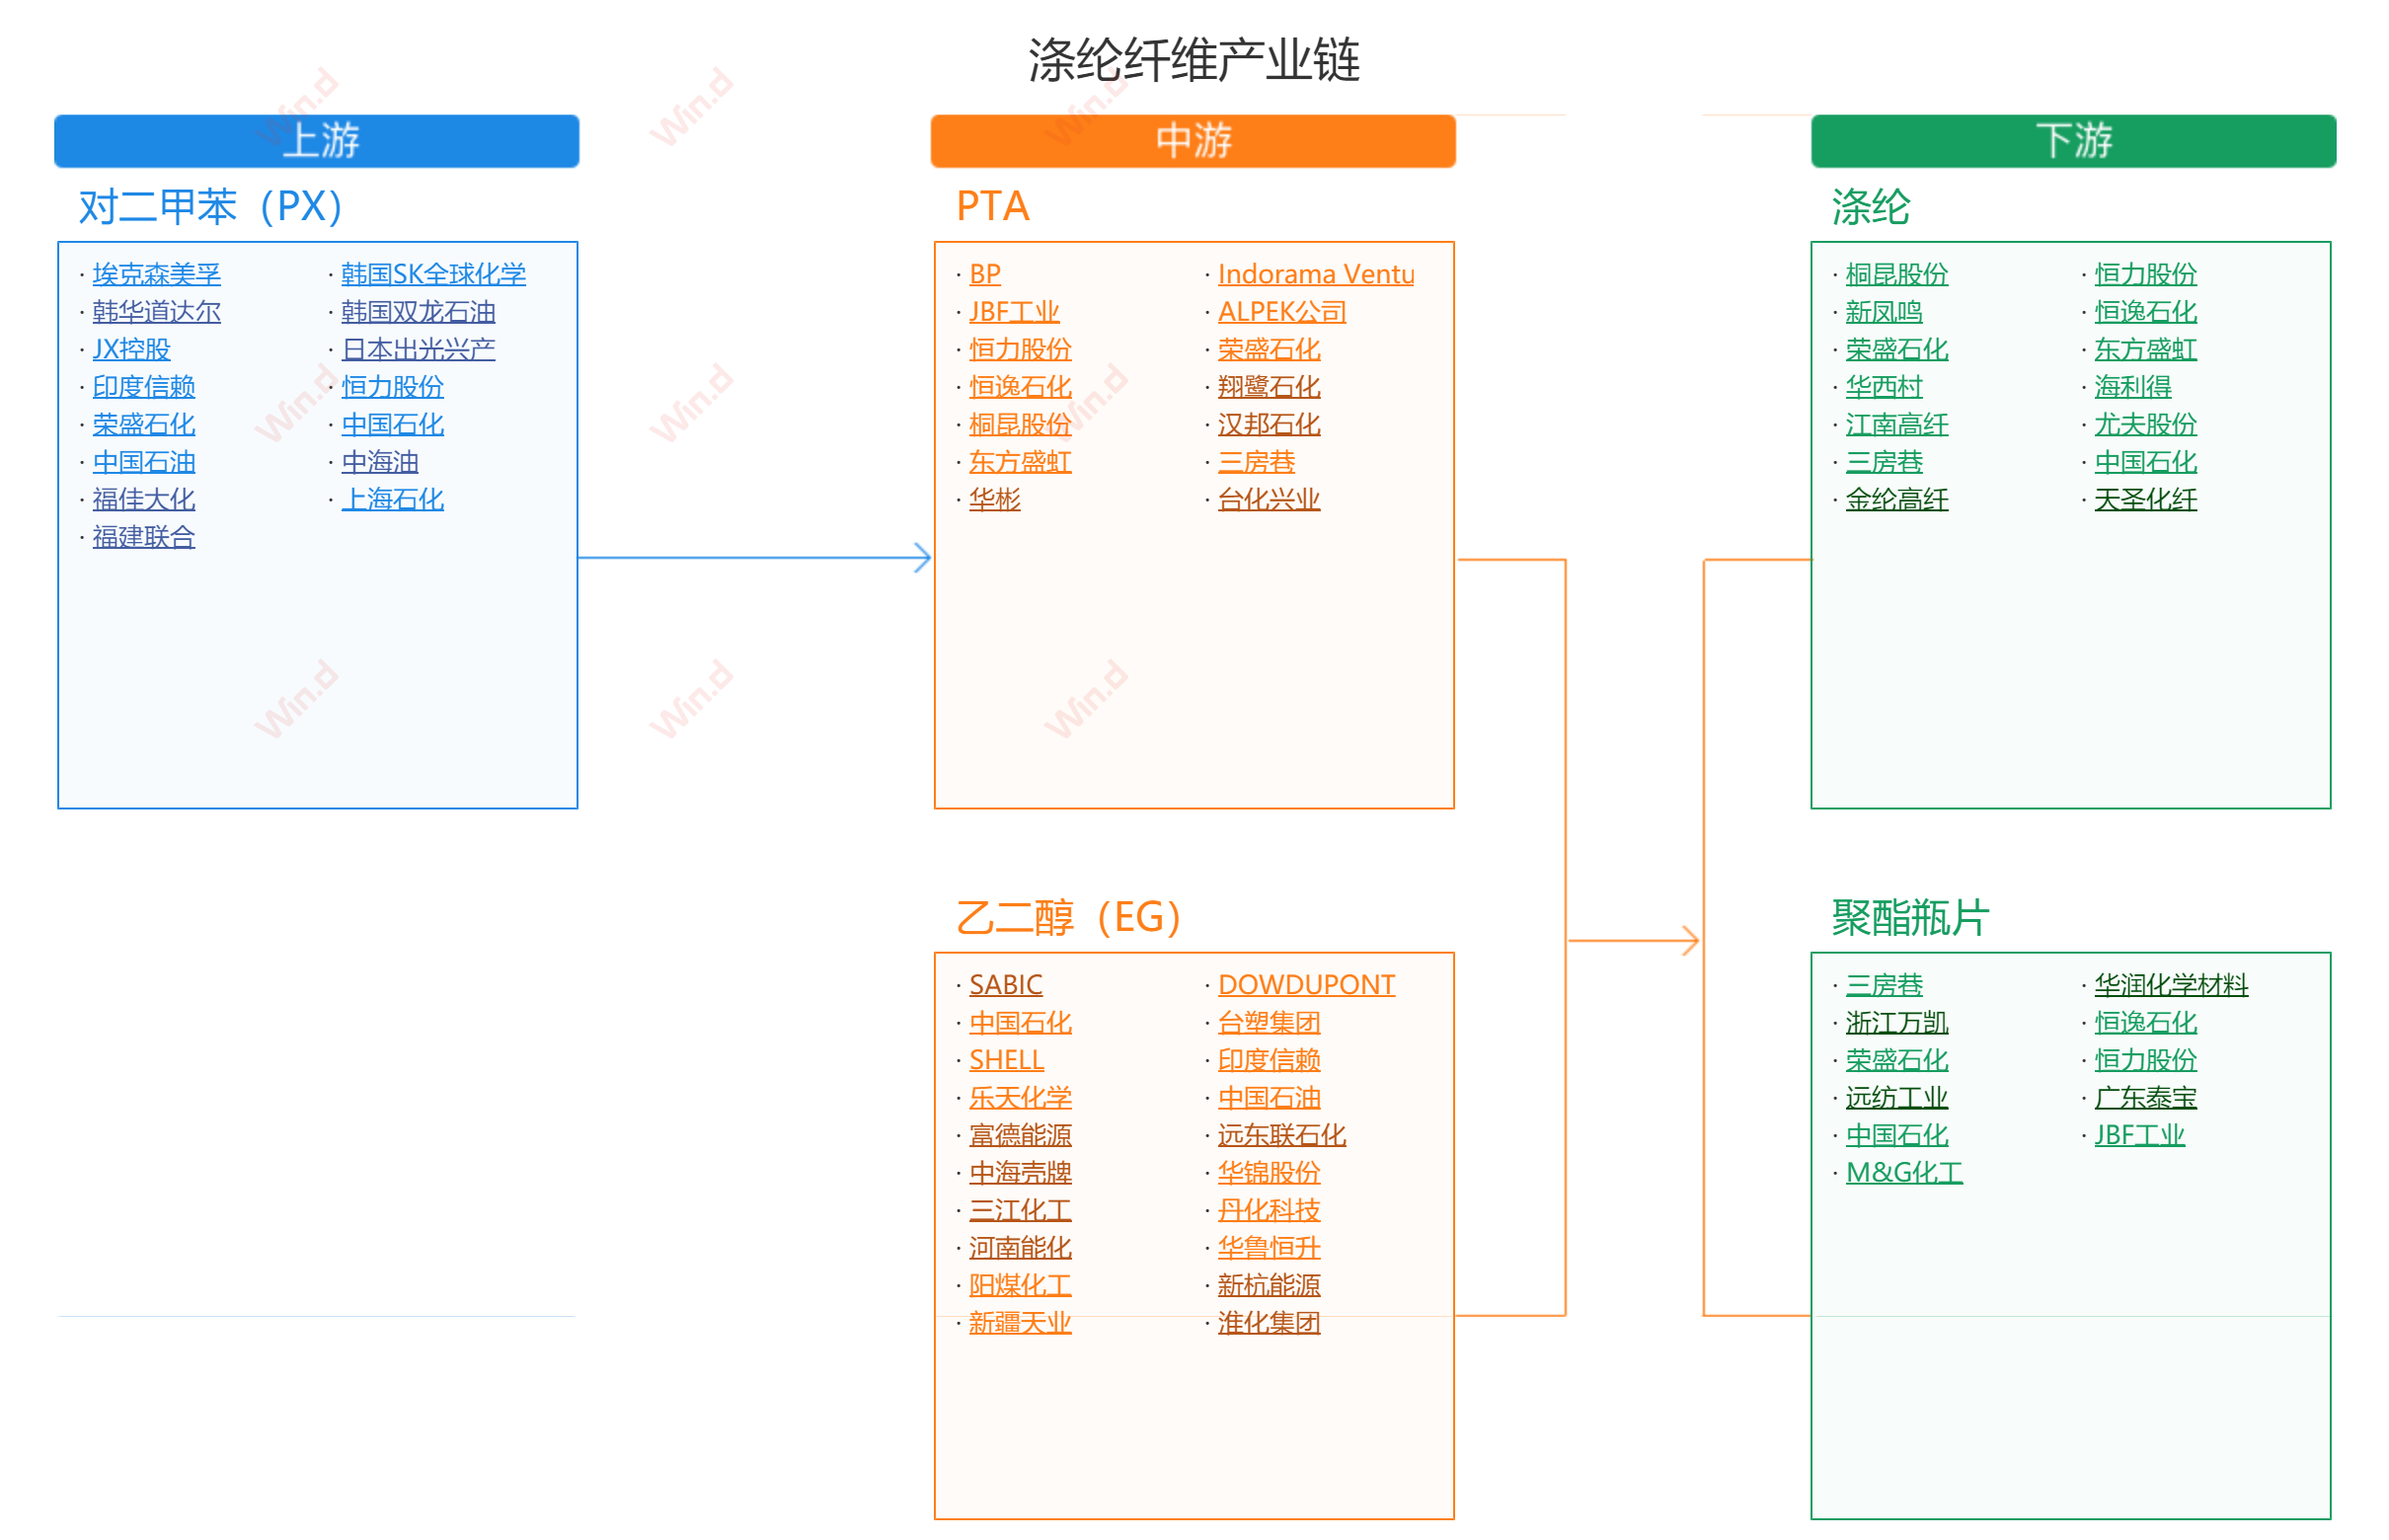 涤纶纤维产业链
上游
中游
下游
对二甲苯（PX）
· 埃克森美孚 · 韩国SK全球化学
· 韩华道达尔 · 韩国双龙石油
· JX控股 · 日本出光兴产
· 印度信赖 · 恒力股份
· 荣盛石化 · 中国石化
· 中国石油 · 中海油
· 福佳大化 · 上海石化
· 福建联合
PTA
· BP · Indorama Ventu
· JBF工业 · ALPEK公司
· 恒力股份 · 荣盛石化
· 恒逸石化 · 翔鹭石化
· 桐昆股份 · 汉邦石化
· 东方盛虹 · 三房巷
· 华彬 · 台化兴业
涤纶
· 桐昆股份 · 恒力股份
· 新凤鸣 · 恒逸石化
· 荣盛石化 · 东方盛虹
· 华西村 · 海利得
· 江南高纤 · 尤夫股份
· 三房巷 · 中国石化
· 金纶高纤 · 天圣化纤
乙二醇（EG）
· SABIC · DOWDUPONT
· 中国石化 · 台塑集团
· SHELL · 印度信赖
· 乐天化学 · 中国石油
· 富德能源 · 远东联石化
· 中海壳牌 · 华锦股份
· 三江化工 · 丹化科技
· 河南能化 · 华鲁恒升
· 阳煤化工 · 新杭能源
· 新疆天业 · 淮化集团
聚酯瓶片
· 三房巷 · 华润化学材料
· 浙江万凯 · 恒逸石化
· 荣盛石化 · 恒力股份
· 远纺工业 · 广东泰宝
· 中国石化 · JBF工业
· M&G化工
Win.d
Win.d
Win.d
Win.d
Win.d
Win.d
Win.d
Win.d
Win.d